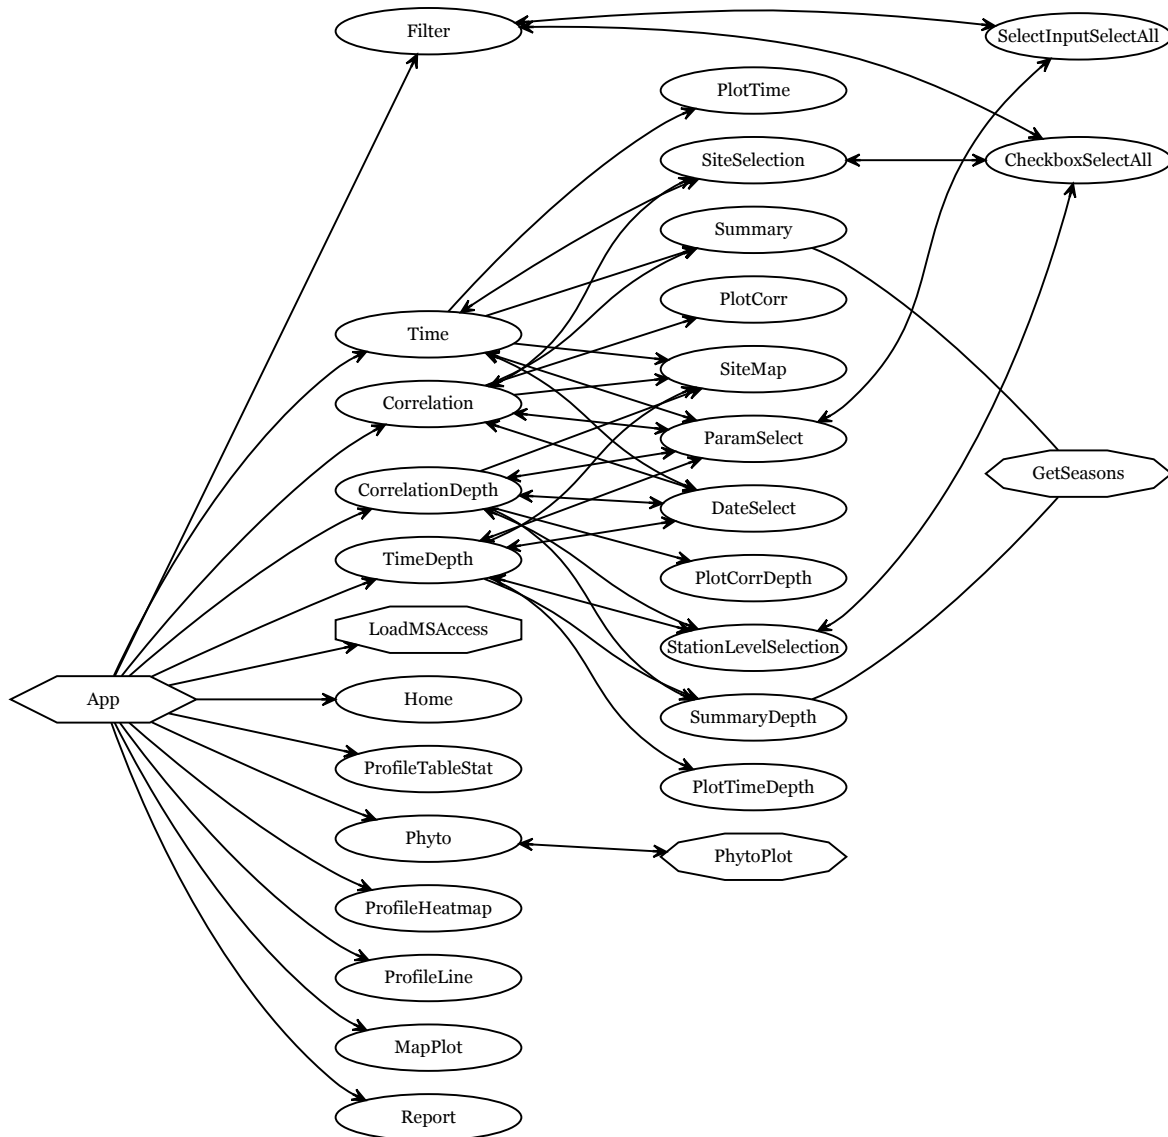 Filter
SelectInputSelectAll
PlotTime
SiteSelection
CheckboxSelectAll
Summary
PlotCorr
Time
SiteMap
Correlation
ParamSelect
GetSeasons
CorrelationDepth
DateSelect
TimeDepth
PlotCorrDepth
LoadMSAccess
StationLevelSelection
App
Home
SummaryDepth
ProfileTableStat
PlotTimeDepth
Phyto
PhytoPlot
ProfileHeatmap
ProfileLine
MapPlot
Report